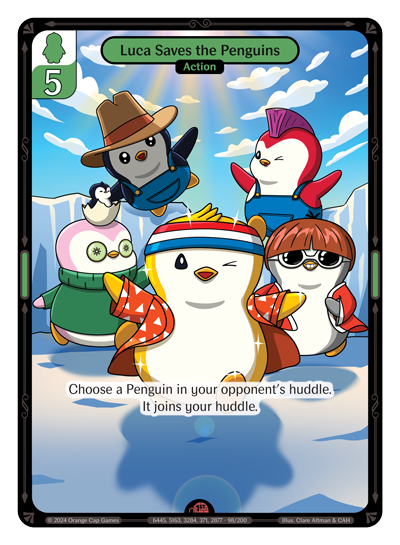 Luca Saves the Penguins
Action
5
Choose a Penguin in your opponent's huddle.
It joins your huddle.
© 2024 Orange Cap Games
6445, 5163, 3284, 371, 2877 - 98/200
Illus. Clare Altman & CAH